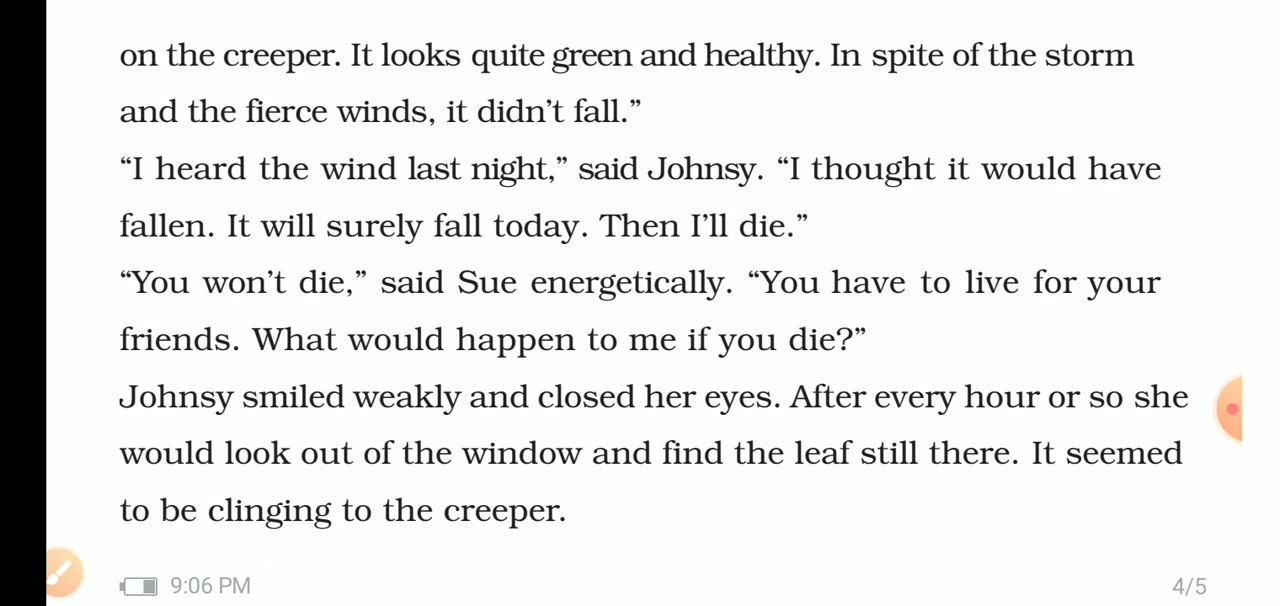 on the creeper. It looks quite green and healthy. In spite of the storm
and the fierce winds, it didn’t fall.”
“I heard the wind last night,” said Johnsy. “I thought it would have
fallen. It will surely fall today. Then I’ll die.”
“You won’t die,” said Sue energetically. “You have to live for your
friends. What would happen to me if you die?”
Johnsy smiled weakly and closed her eyes. After every hour or so she
would look out of the window and find the leaf still there. It seemed
to be clinging to the creeper.
9:06 PM 4/5